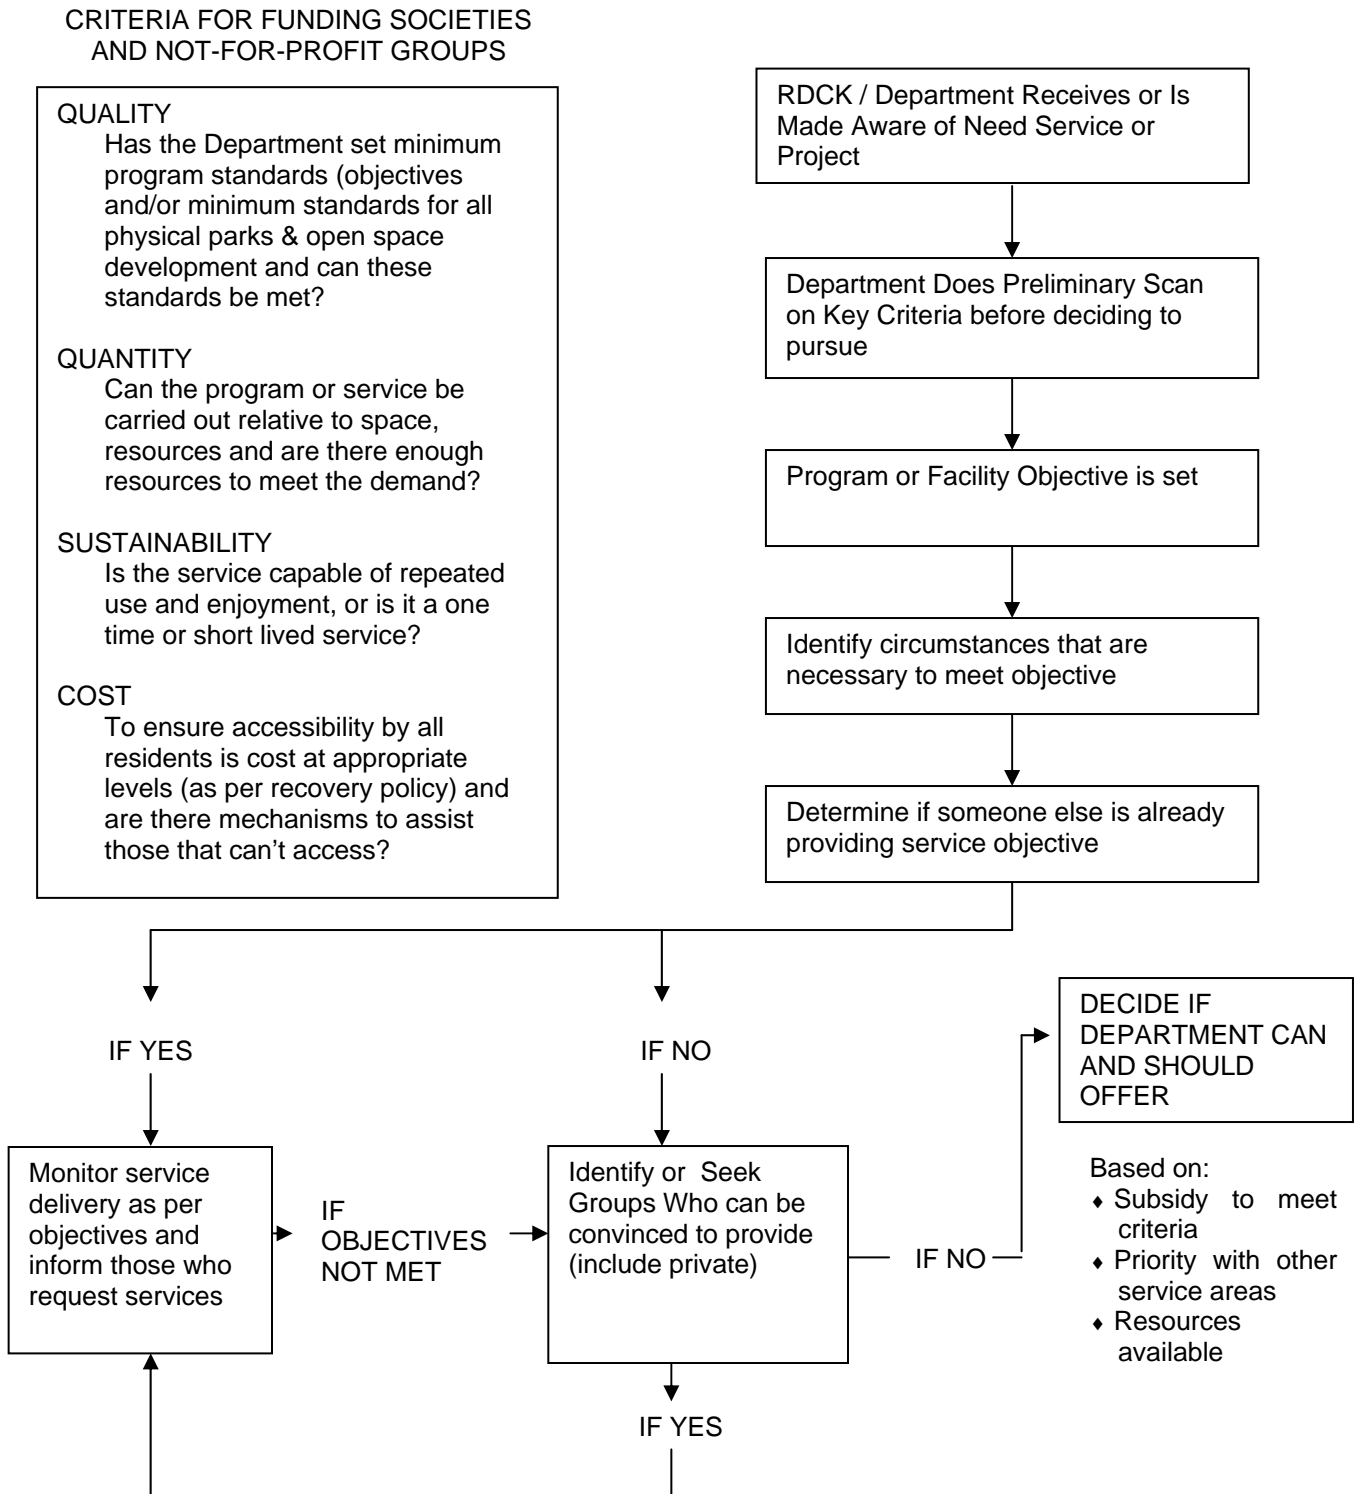 CRITERIA FOR FUNDING SOCIETIES
AND NOT-FOR-PROFIT GROUPS
QUALITY
Has the Department set minimum
program standards (objectives
and/or minimum standards for all
physical parks & open space
development and can these
standards be met?
QUANTITY
Can the program or service be
carried out relative to space,
resources and are there enough
resources to meet the demand?
SUSTAINABILITY
Is the service capable of repeated
use and enjoyment, or is it a one
time or short lived service?
COST
To ensure accessibility by all
residents is cost at appropriate
levels (as per recovery policy) and
are there mechanisms to assist
those that can't access?
RDCK / Department Receives or Is
Made Aware of Need Service or
Project
Department Does Preliminary Scan
on Key Criteria before deciding to
pursue
Program or Facility Objective is set
Identify circumstances that are
necessary to meet objective
Determine if someone else is already
providing service objective
IF YES
IF NO
Monitor service
delivery as per
objectives and
inform those who
request services
IF
OBJECTIVES
NOT MET
Identify or Seek
Groups Who can be
convinced to provide
(include private)
IF NO
IF YES
DECIDE IF
DEPARTMENT CAN
AND SHOULD
OFFER
Based on:
♦ Subsidy to meet
criteria
♦ Priority with other
service areas
♦ Resources
available